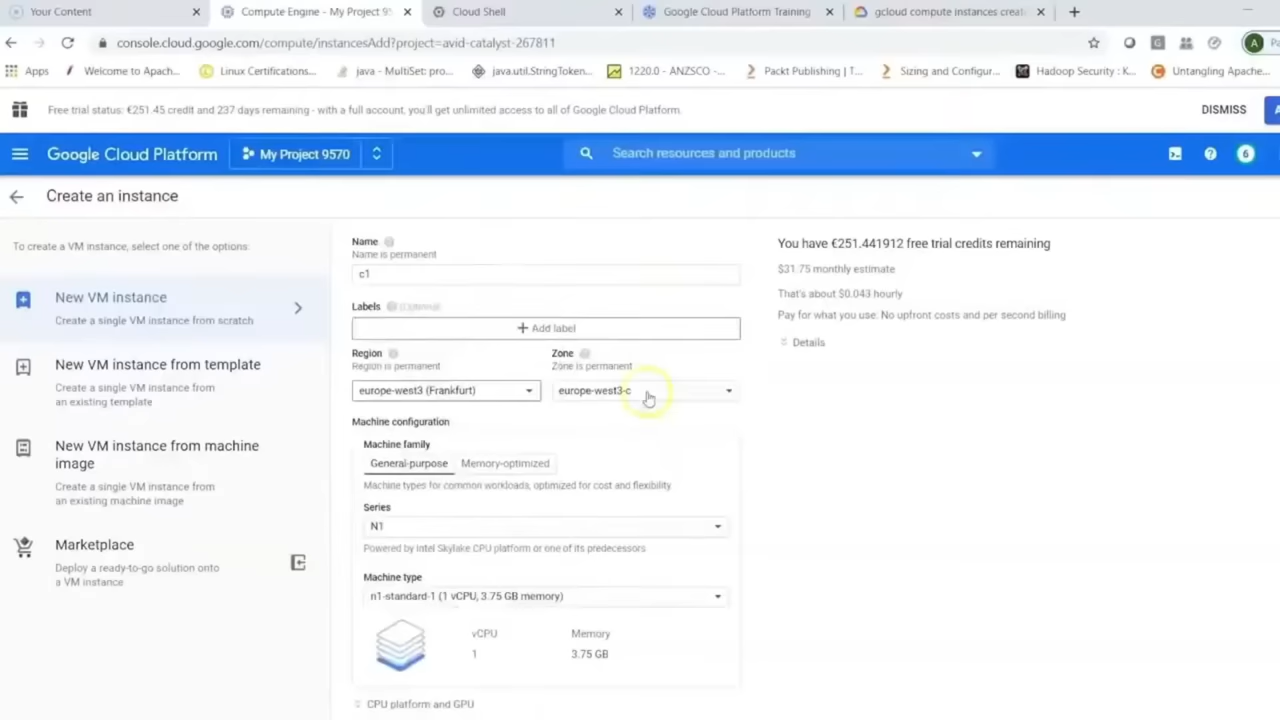 Your Content
Compute Engine - My Project 95
Cloud Shell
Google Cloud Platform Training
gcloud compute instances creat
console.cloud.google.com/compute/instancesAdd?project=avid-catalyst-267811
A
Apps
Welcome to Apach...
Linux Certifications...
java - MultiSet: pro...
java.util.StringToken...
1220.0 - ANZSCO -...
Packt Publishing | T...
Sizing and Configur...
Hadoop Security : K...
Untangling Apache...
Free trial status: €251.45 credit and 237 days remaining - with a full account, you'll get unlimited access to all of Google Cloud Platform.
DISMISS
Google Cloud Platform
My Project 9570
Search resources and products
6
Create an instance
To create a VM instance, select one of the options:
New VM instance
Create a single VM instance from scratch
New VM instance from template
Create a single VM instance from
an existing template
New VM instance from machine
image
Create a single VM instance from
an existing machine image
Marketplace
Deploy a ready-to-go solution onto
a VM instance
Name
Name is permanent
c1
Labels (Optional)
Add label
Region
Region is permanent
europe-west3 (Frankfurt)
Zone
Zone is permanent
europe-west3-c
Machine configuration
Machine family
General-purpose
Memory-optimized
Machine types for common workloads, optimized for cost and flexibility
Series
N1
Powered by Intel Skylake CPU platform or one of its predecessors
Machine type
n1-standard-1 (1 vCPU, 3.75 GB memory)
vCPU
Memory
1
3.75 GB
CPU platform and GPU
You have €251.441912 free trial credits remaining
$31.75 monthly estimate
That's about $0.043 hourly
Pay for what you use: No upfront costs and per second billing
Details